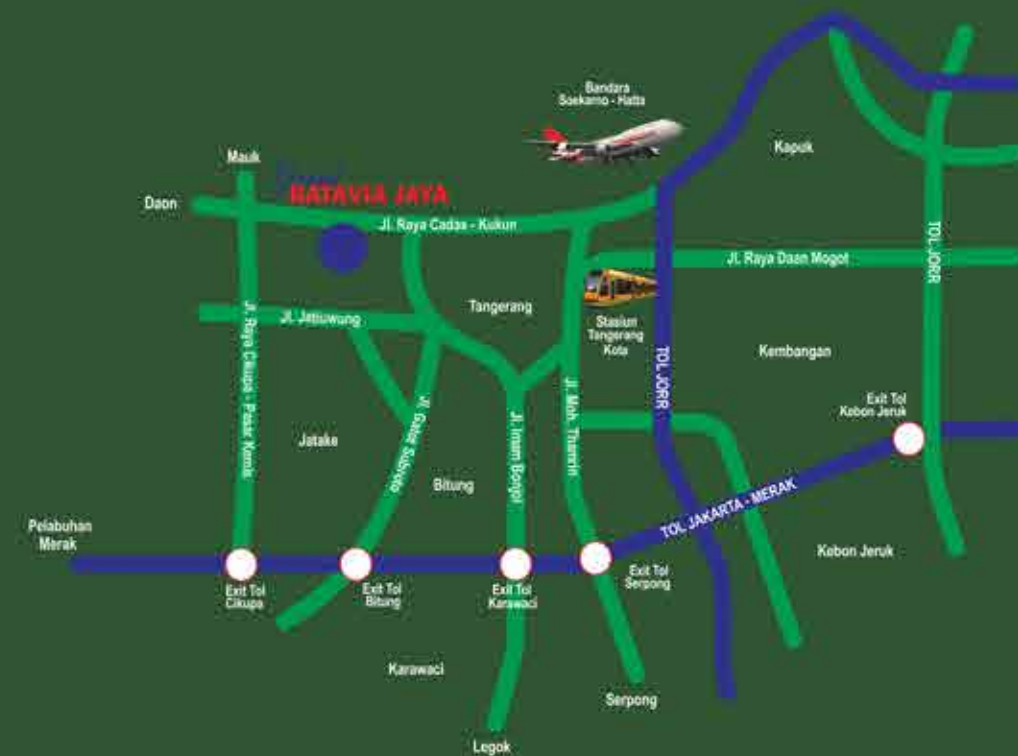 Bandara
Soekarno - Hatta
Kapuk
Mauk
BATAVIA JAYA
Daon
Jl. Raya Cadas - Kukun
TOL JORR
Jl. Raya Daan Mogot
Tangerang
Jl. Jatiuwung
Stasiun
Tangerang
Kota
Kembangan
TOL JORR
Jl. Raya Cikupa - Pasar Kemis
Exit Tol
Kebon Jeruk
Jl. Gatot Subroto
Jl. Imam Bonjol
Jl. Moh. Thamrin
Jatake
Bitung
TOL JAKARTA - MERAK
Pelabuhan
Merak
Kebon Jeruk
Exit Tol
Cikupa
Exit Tol
Bitung
Exit Tol
Karawaci
Exit Tol
Serpong
Karawaci
Serpong
Legok